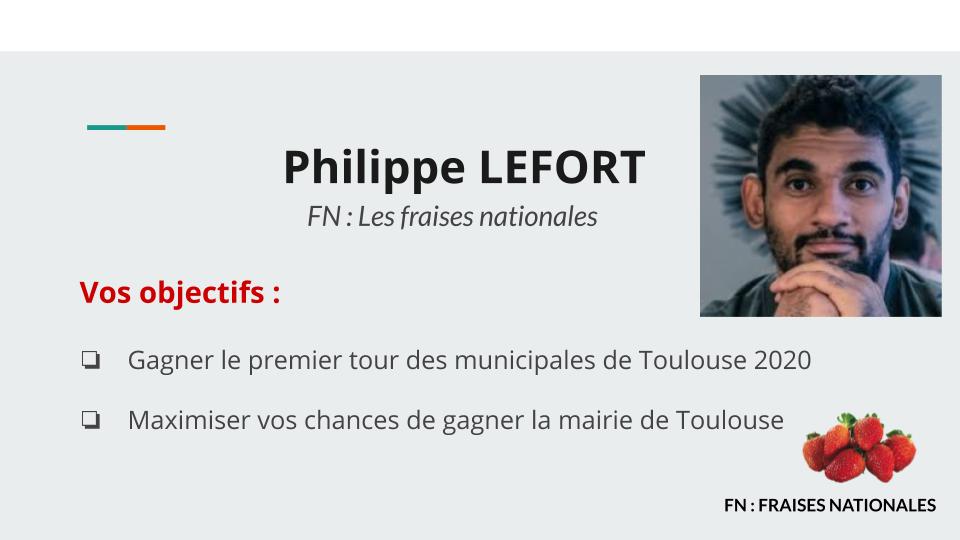 Philippe LEFORT
FN : Les fraises nationales
Vos objectifs :
❏ Gagner le premier tour des municipales de Toulouse 2020
❏ Maximiser vos chances de gagner la mairie de Toulouse
FN : FRAISES NATIONALES